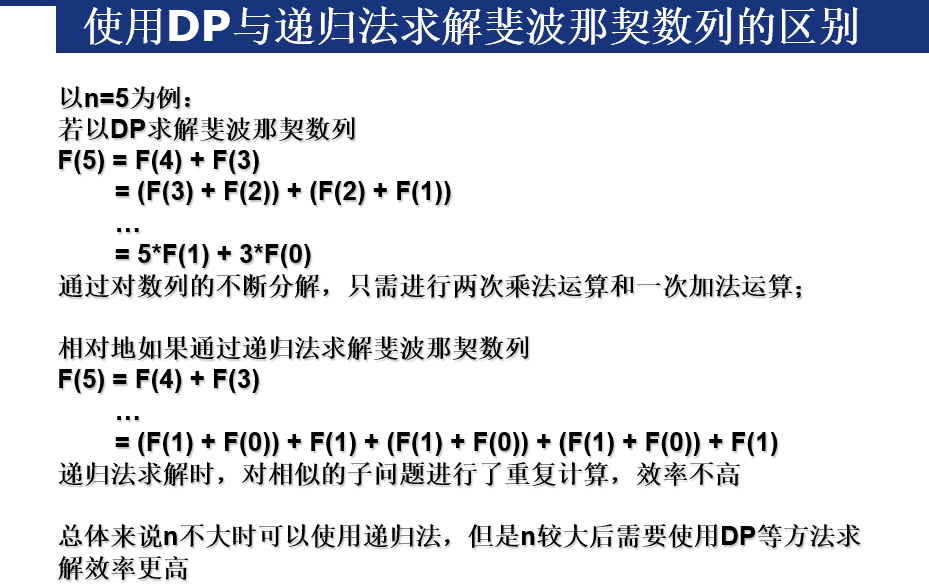 使用DP与递归法求解斐波那契数列的区别
以n=5为例：
若以DP求解斐波那契数列
F(5) = F(4) + F(3)
= (F(3) + F(2)) + (F(2) + F(1))
…
= 5*F(1) + 3*F(0)
通过对数列的不断分解，只需进行两次乘法运算和一次加法运算；
相对地如果通过递归法求解斐波那契数列
F(5) = F(4) + F(3)
…
= (F(1) + F(0)) + F(1) + (F(1) + F(0)) + (F(1) + F(0)) + F(1)
递归法求解时，对相似的子问题进行了重复计算，效率不高
总体来说n不大时可以使用递归法，但是n较大后需要使用DP等方法求
解效率更高